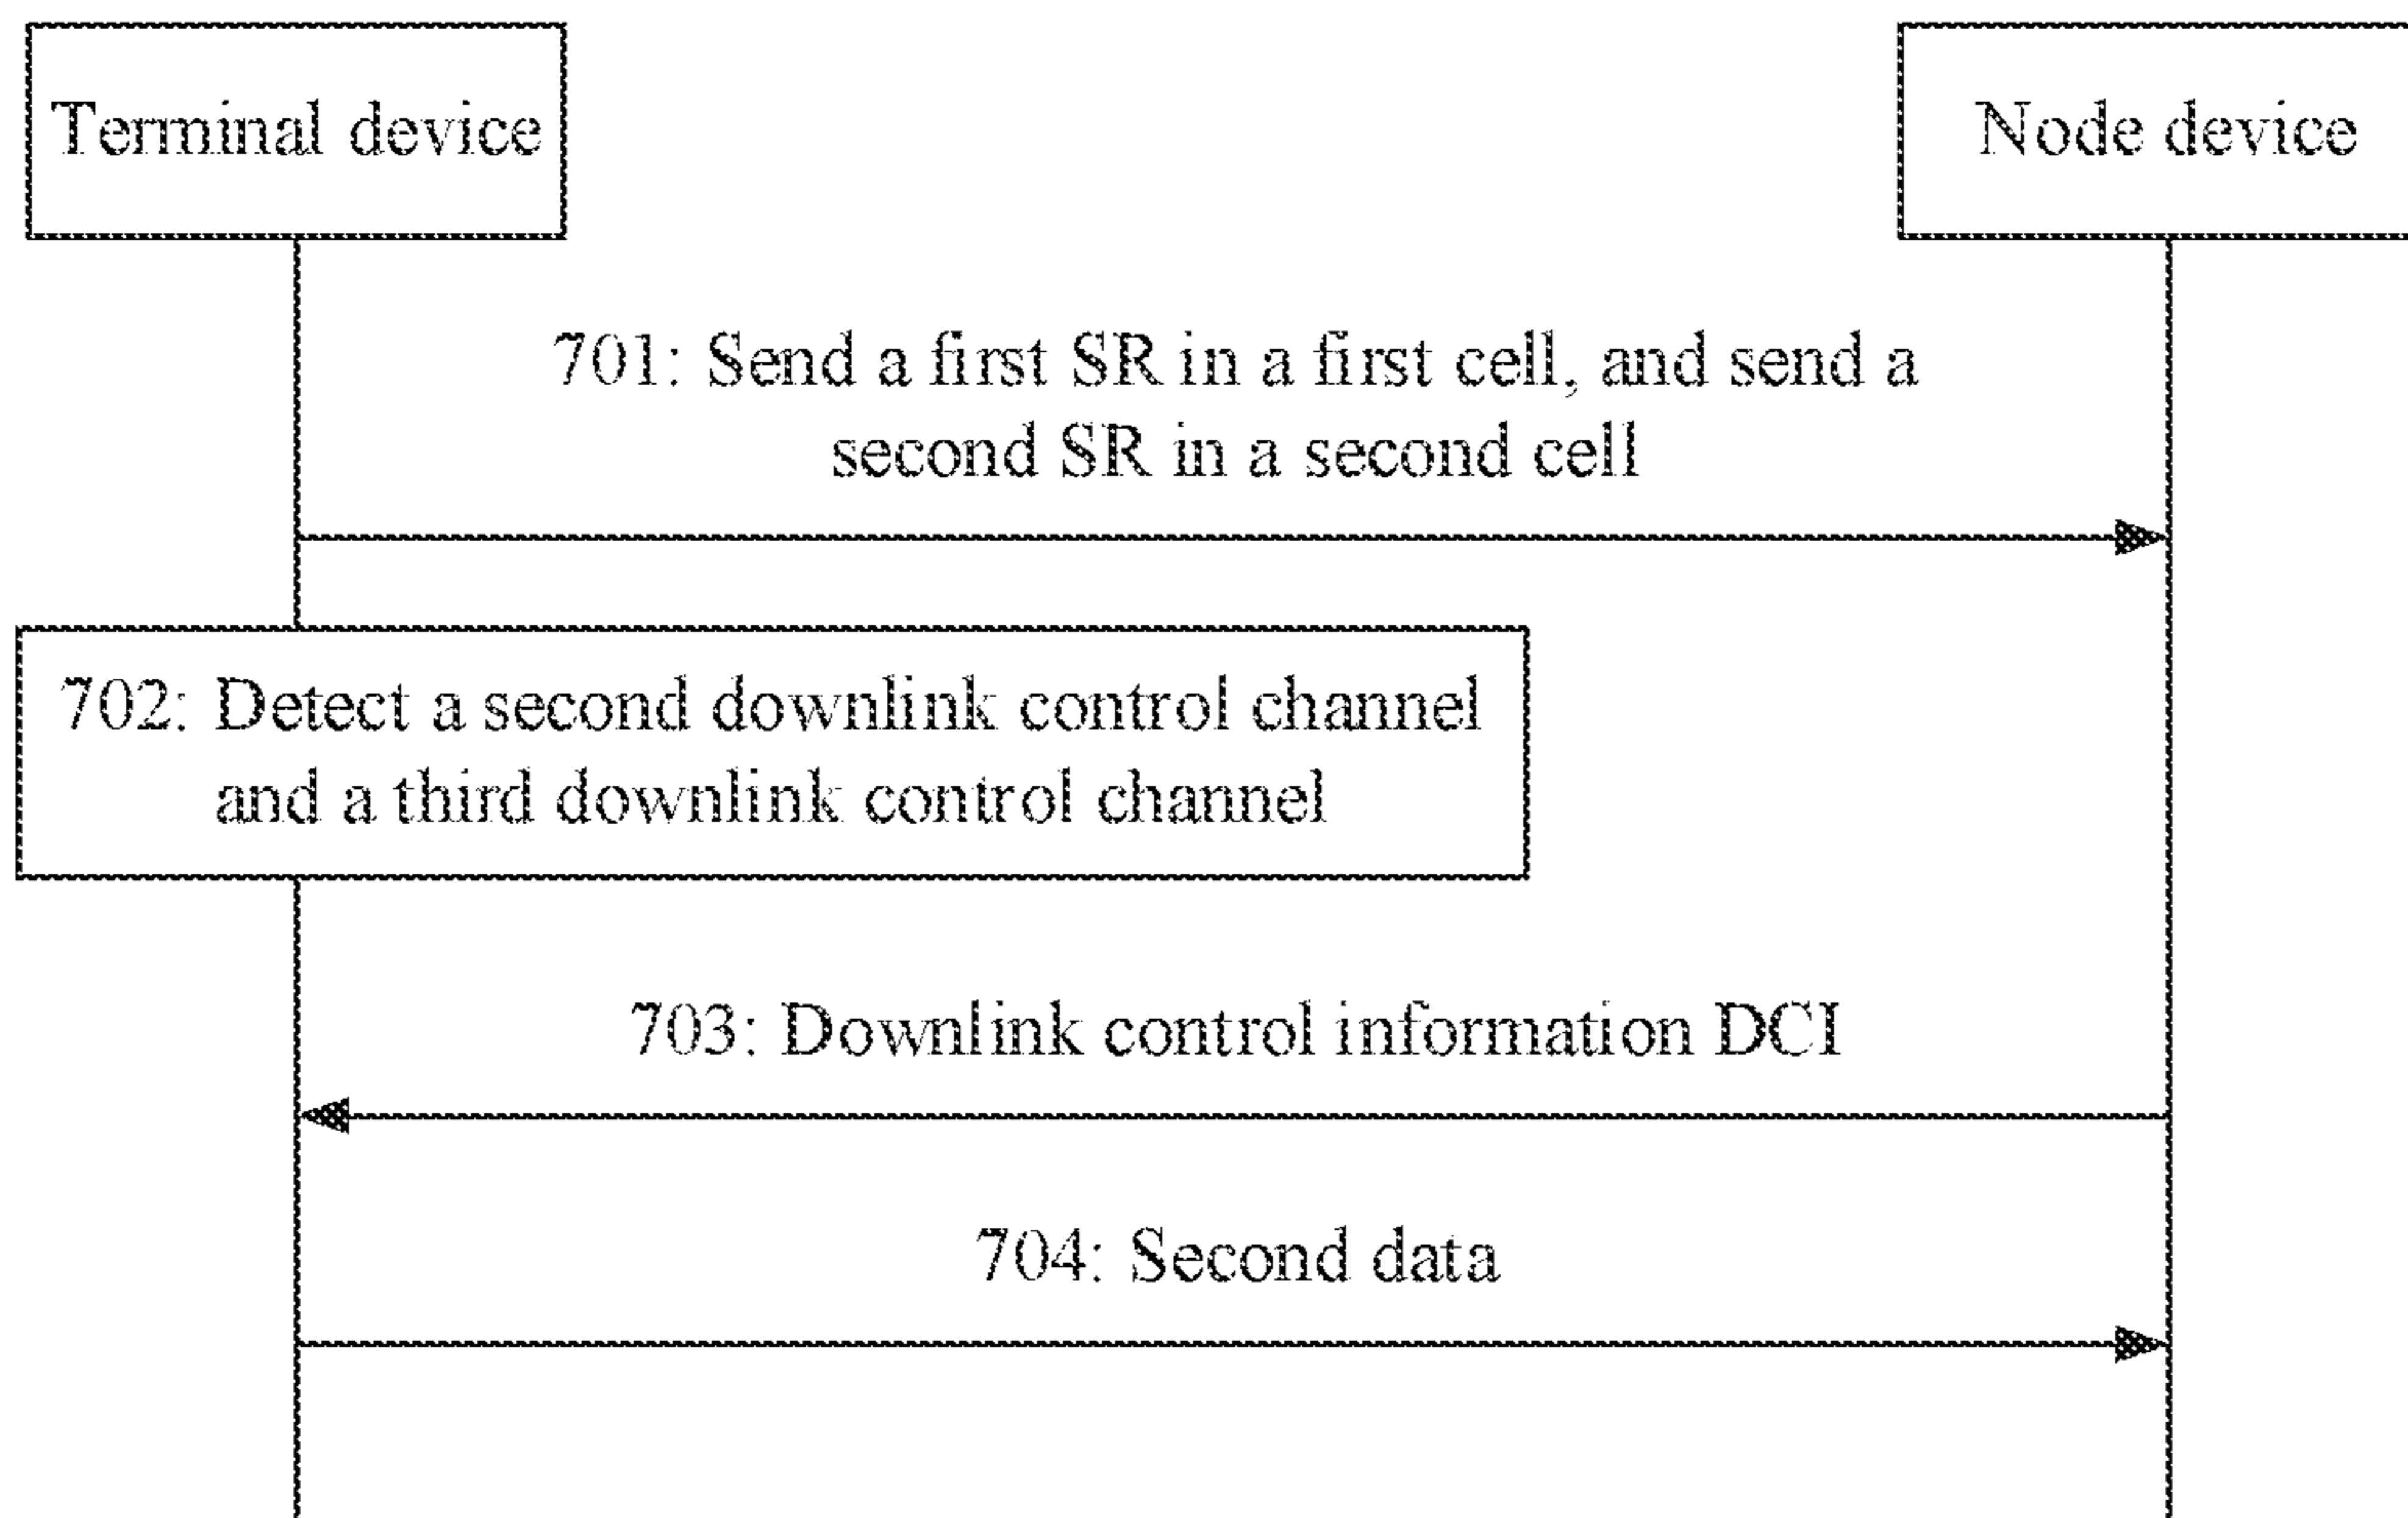 Terminal device
Node device
701: Send a first SR in a first cell, and send a
second SR in a second cell
702: Detect a second downlink control channel
and a third downlink control channel
703: Downlink control information DCI
704: Second data